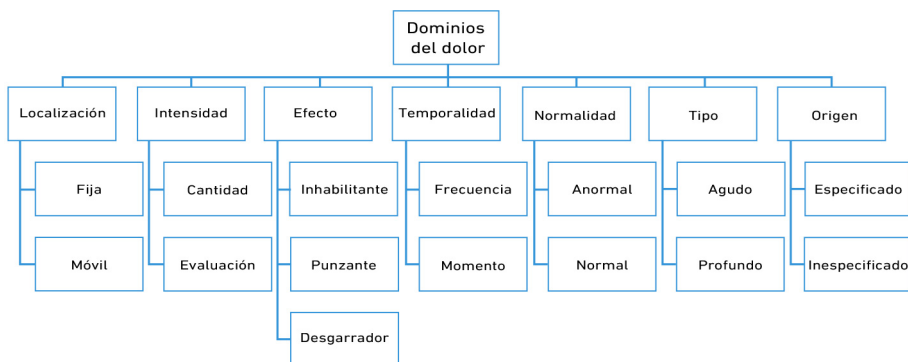 Dominios
del dolor
Localización
Intensidad
Efecto
Temporalidad
Normalidad
Tipo
Origen
Fija
Cantidad
Inhabilitante
Frecuencia
Anormal
Agudo
Especificado
Móvil
Evaluación
Punzante
Momento
Normal
Profundo
Inespecificado
Desgarrador